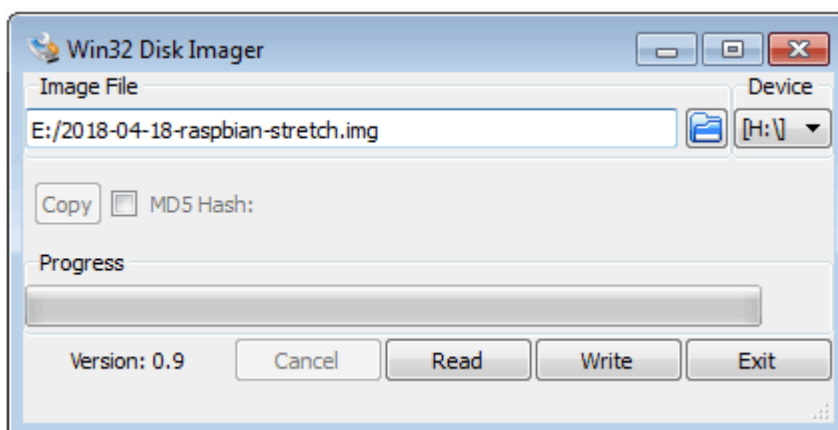 Win32 Disk Imager
Image File
Device
E:/2018-04-18-raspbian-stretch.img
[H:\]
Copy
MD5 Hash:
Progress
Version: 0.9
Cancel
Read
Write
Exit